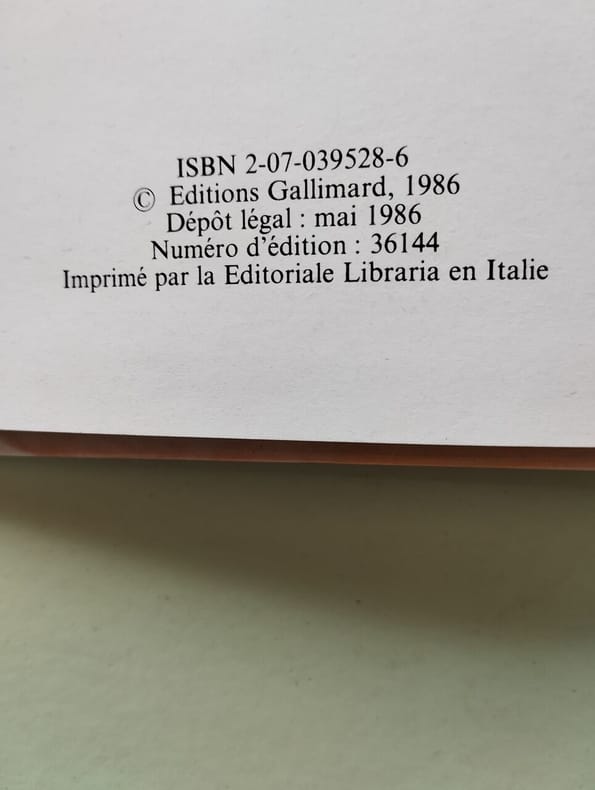 ISBN 2-07-039528-6
© Editions Gallimard, 1986
Dépôt légal : mai 1986
Numéro d'édition : 36144
Imprimé par la Editoriale Libraria en Italie